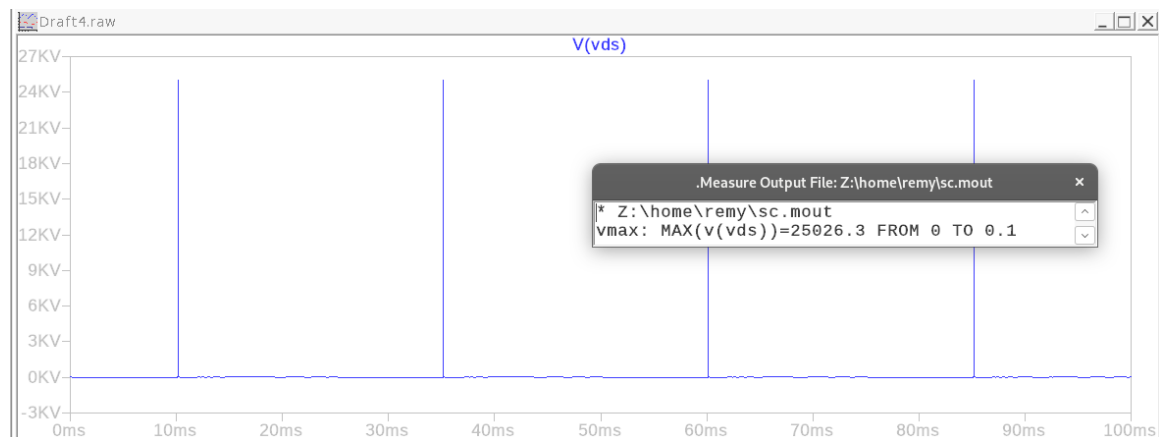 Draft4.raw
V(vds)
27KV
24KV
21KV
18KV
15KV
12KV
9KV
6KV
3KV
0KV
-3KV
.Measure Output File: Z:\home\remy\sc.mout
* Z:\home\remy\sc.mout
vmax: MAX(v(vds))=25026.3 FROM 0 TO 0.1
0ms 10ms 20ms 30ms 40ms 50ms 60ms 70ms 80ms 90ms 100ms